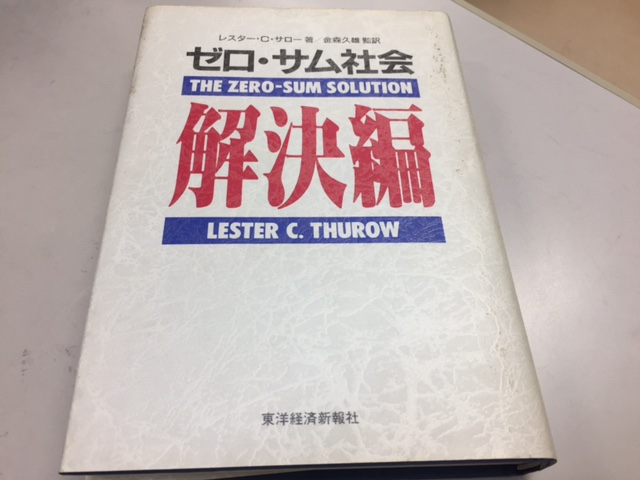 レスター・C・サロー 著／金森久雄 監訳
ゼロ・サム社会
THE ZERO-SUM SOLUTION
解決編
LESTER C. THUROW
東洋経済新報社